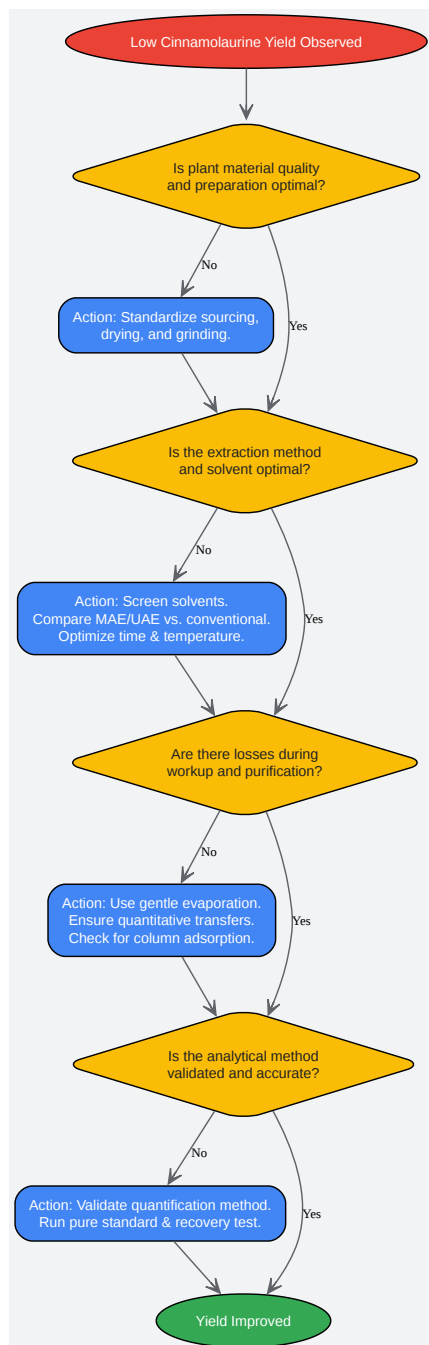 Low Cinnamolaurine Yield Observed
Is plant material quality
and preparation optimal?
No
Action: Standardize sourcing,
drying, and grinding.
Yes
Is the extraction method
and solvent optimal?
No
Action: Screen solvents.
Compare MAE/UAE vs. conventional.
Optimize time & temperature.
Yes
Are there losses during
workup and purification?
No
Action: Use gentle evaporation.
Ensure quantitative transfers.
Check for column adsorption.
Yes
Is the analytical method
validated and accurate?
No
Action: Validate quantification method.
Run pure standard & recovery test.
Yes
Yield Improved